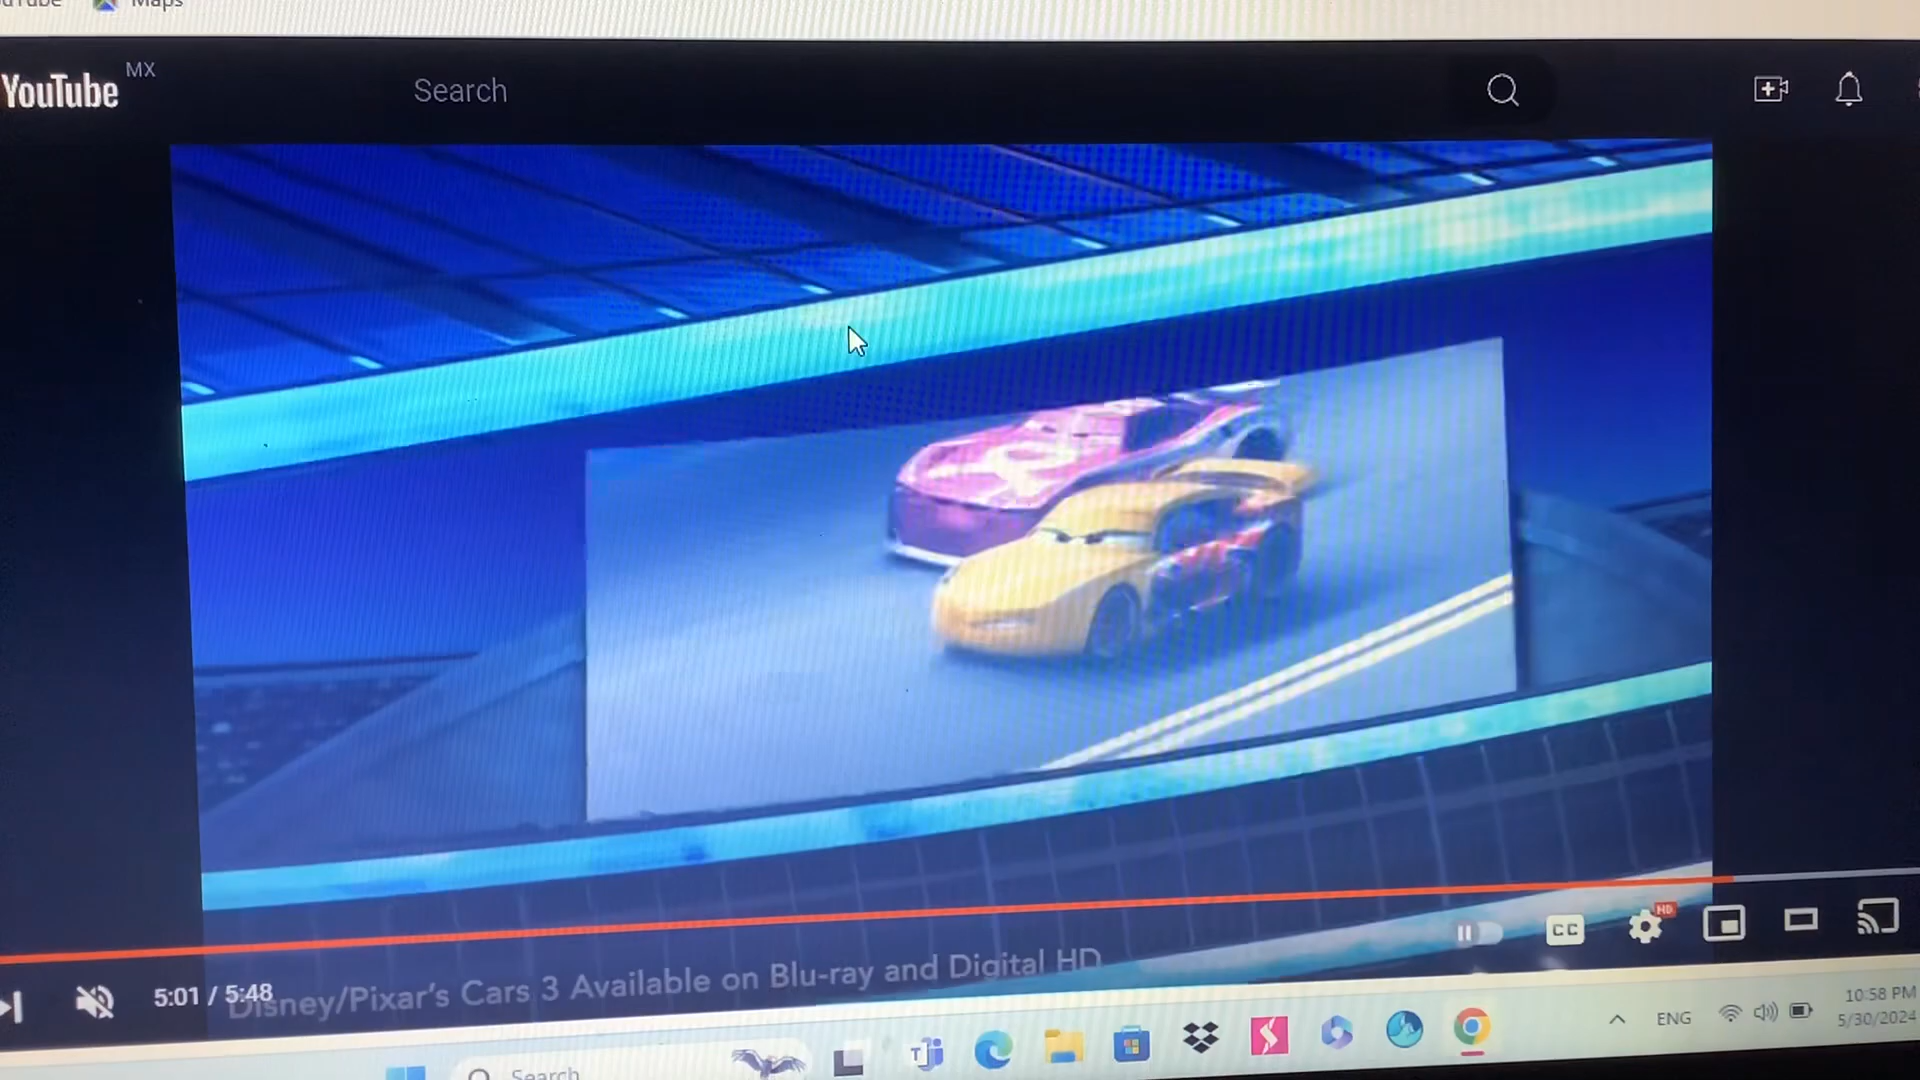 Maps
YouTube MX
Search
HD
CC
5:01 / 5:48
Disney/Pixar's Cars 3 Available on Blu-ray and Digital HD
10:58 PM
ENG
5/30/2024
Search